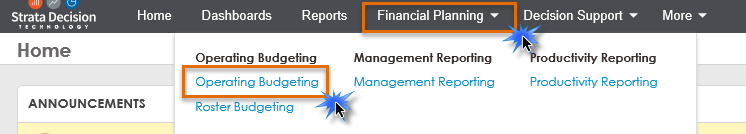 Strata Decision
TECHNOLOGY
Home Dashboards Reports Financial Planning Decision Support More
Home
Operating Budgeting Management Reporting Productivity Reporting
Operating Budgeting Management Reporting Productivity Reporting
ANNOUNCEMENTS
Roster Budgeting